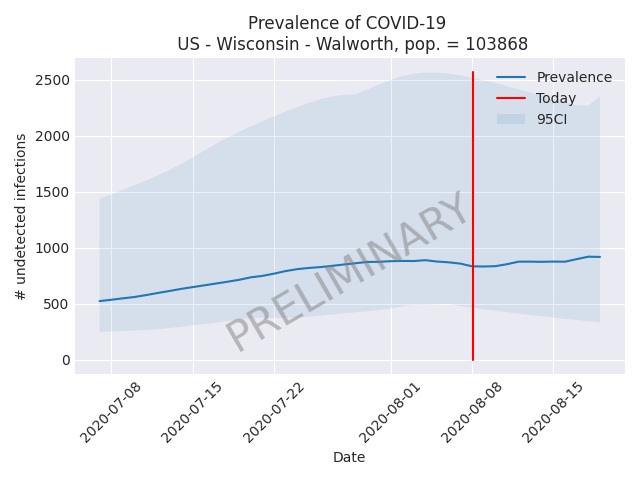 Prevalence of COVID-19
US - Wisconsin - Walworth, pop. = 103868
Prevalence
Today
95CI
2500
2000
1500
1000
500
0
# undetected infections
PRELIMINARY
2020-07-08
2020-07-15
2020-07-22
2020-08-01
2020-08-08
2020-08-15
Date